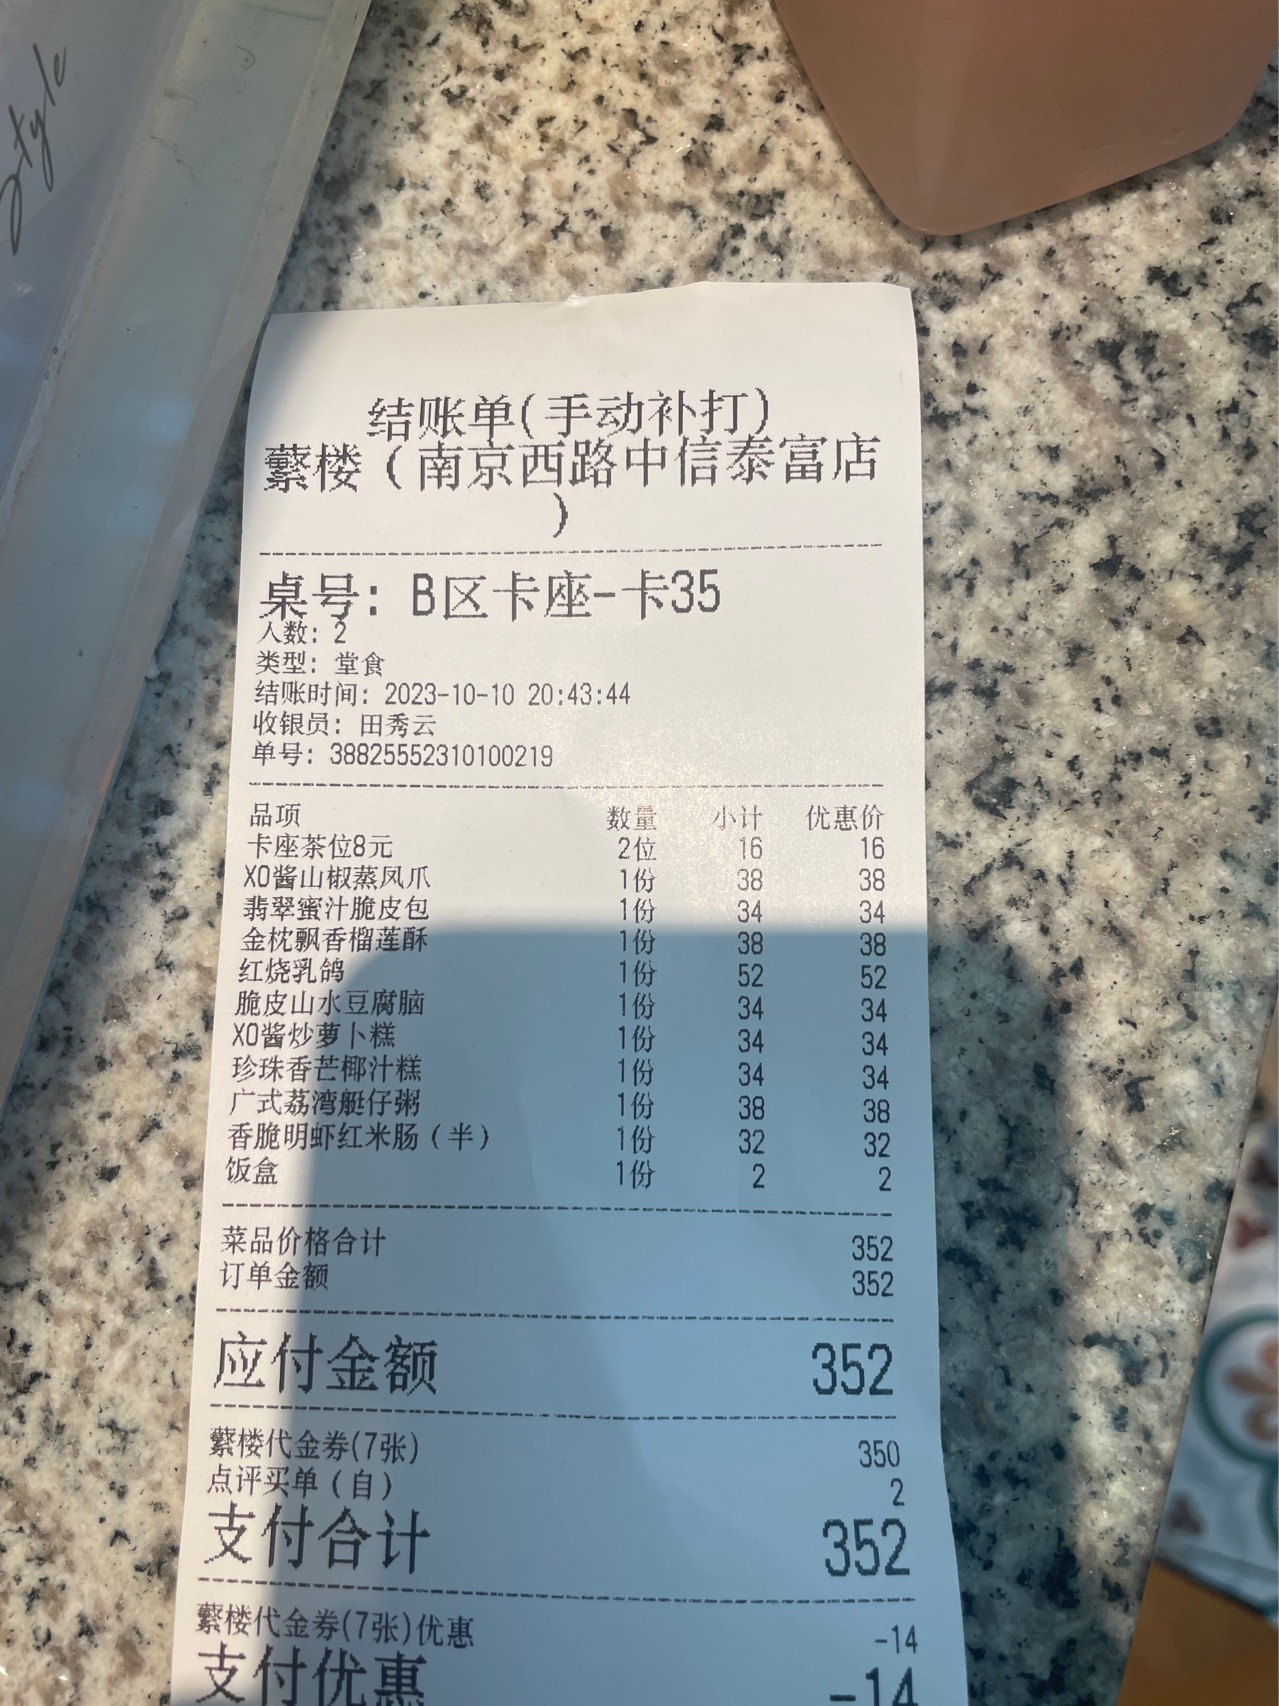 style
结账单(手动补打)
蘩楼（南京西路中信泰富店
）
桌号: B区卡座-卡35
人数: 2
类型: 堂食
结账时间: 2023-10-10 20:43:44
收银员: 田秀云
单号: 38825552310100219
品项 数量 小计 优惠价
卡座茶位8元 2位 16 16
XO酱山椒蒸凤爪 1份 38 38
翡翠蜜汁脆皮包 1份 34 34
金枕飘香榴莲酥 1份 38 38
红烧乳鸽 1份 52 52
脆皮山水豆腐脑 1份 34 34
XO酱炒萝卜糕 1份 34 34
珍珠香芒椰汁糕 1份 34 34
广式荔湾艇仔粥 1份 38 38
香脆明虾红米肠（半） 1份 32 32
饭盒 1份 2 2
菜品价格合计 352
订单金额 352
应付金额 352
蘩楼代金券(7张) 350
点评买单（自） 2
支付合计 352
蘩楼代金券(7张)优惠 -14
支付优惠 -14